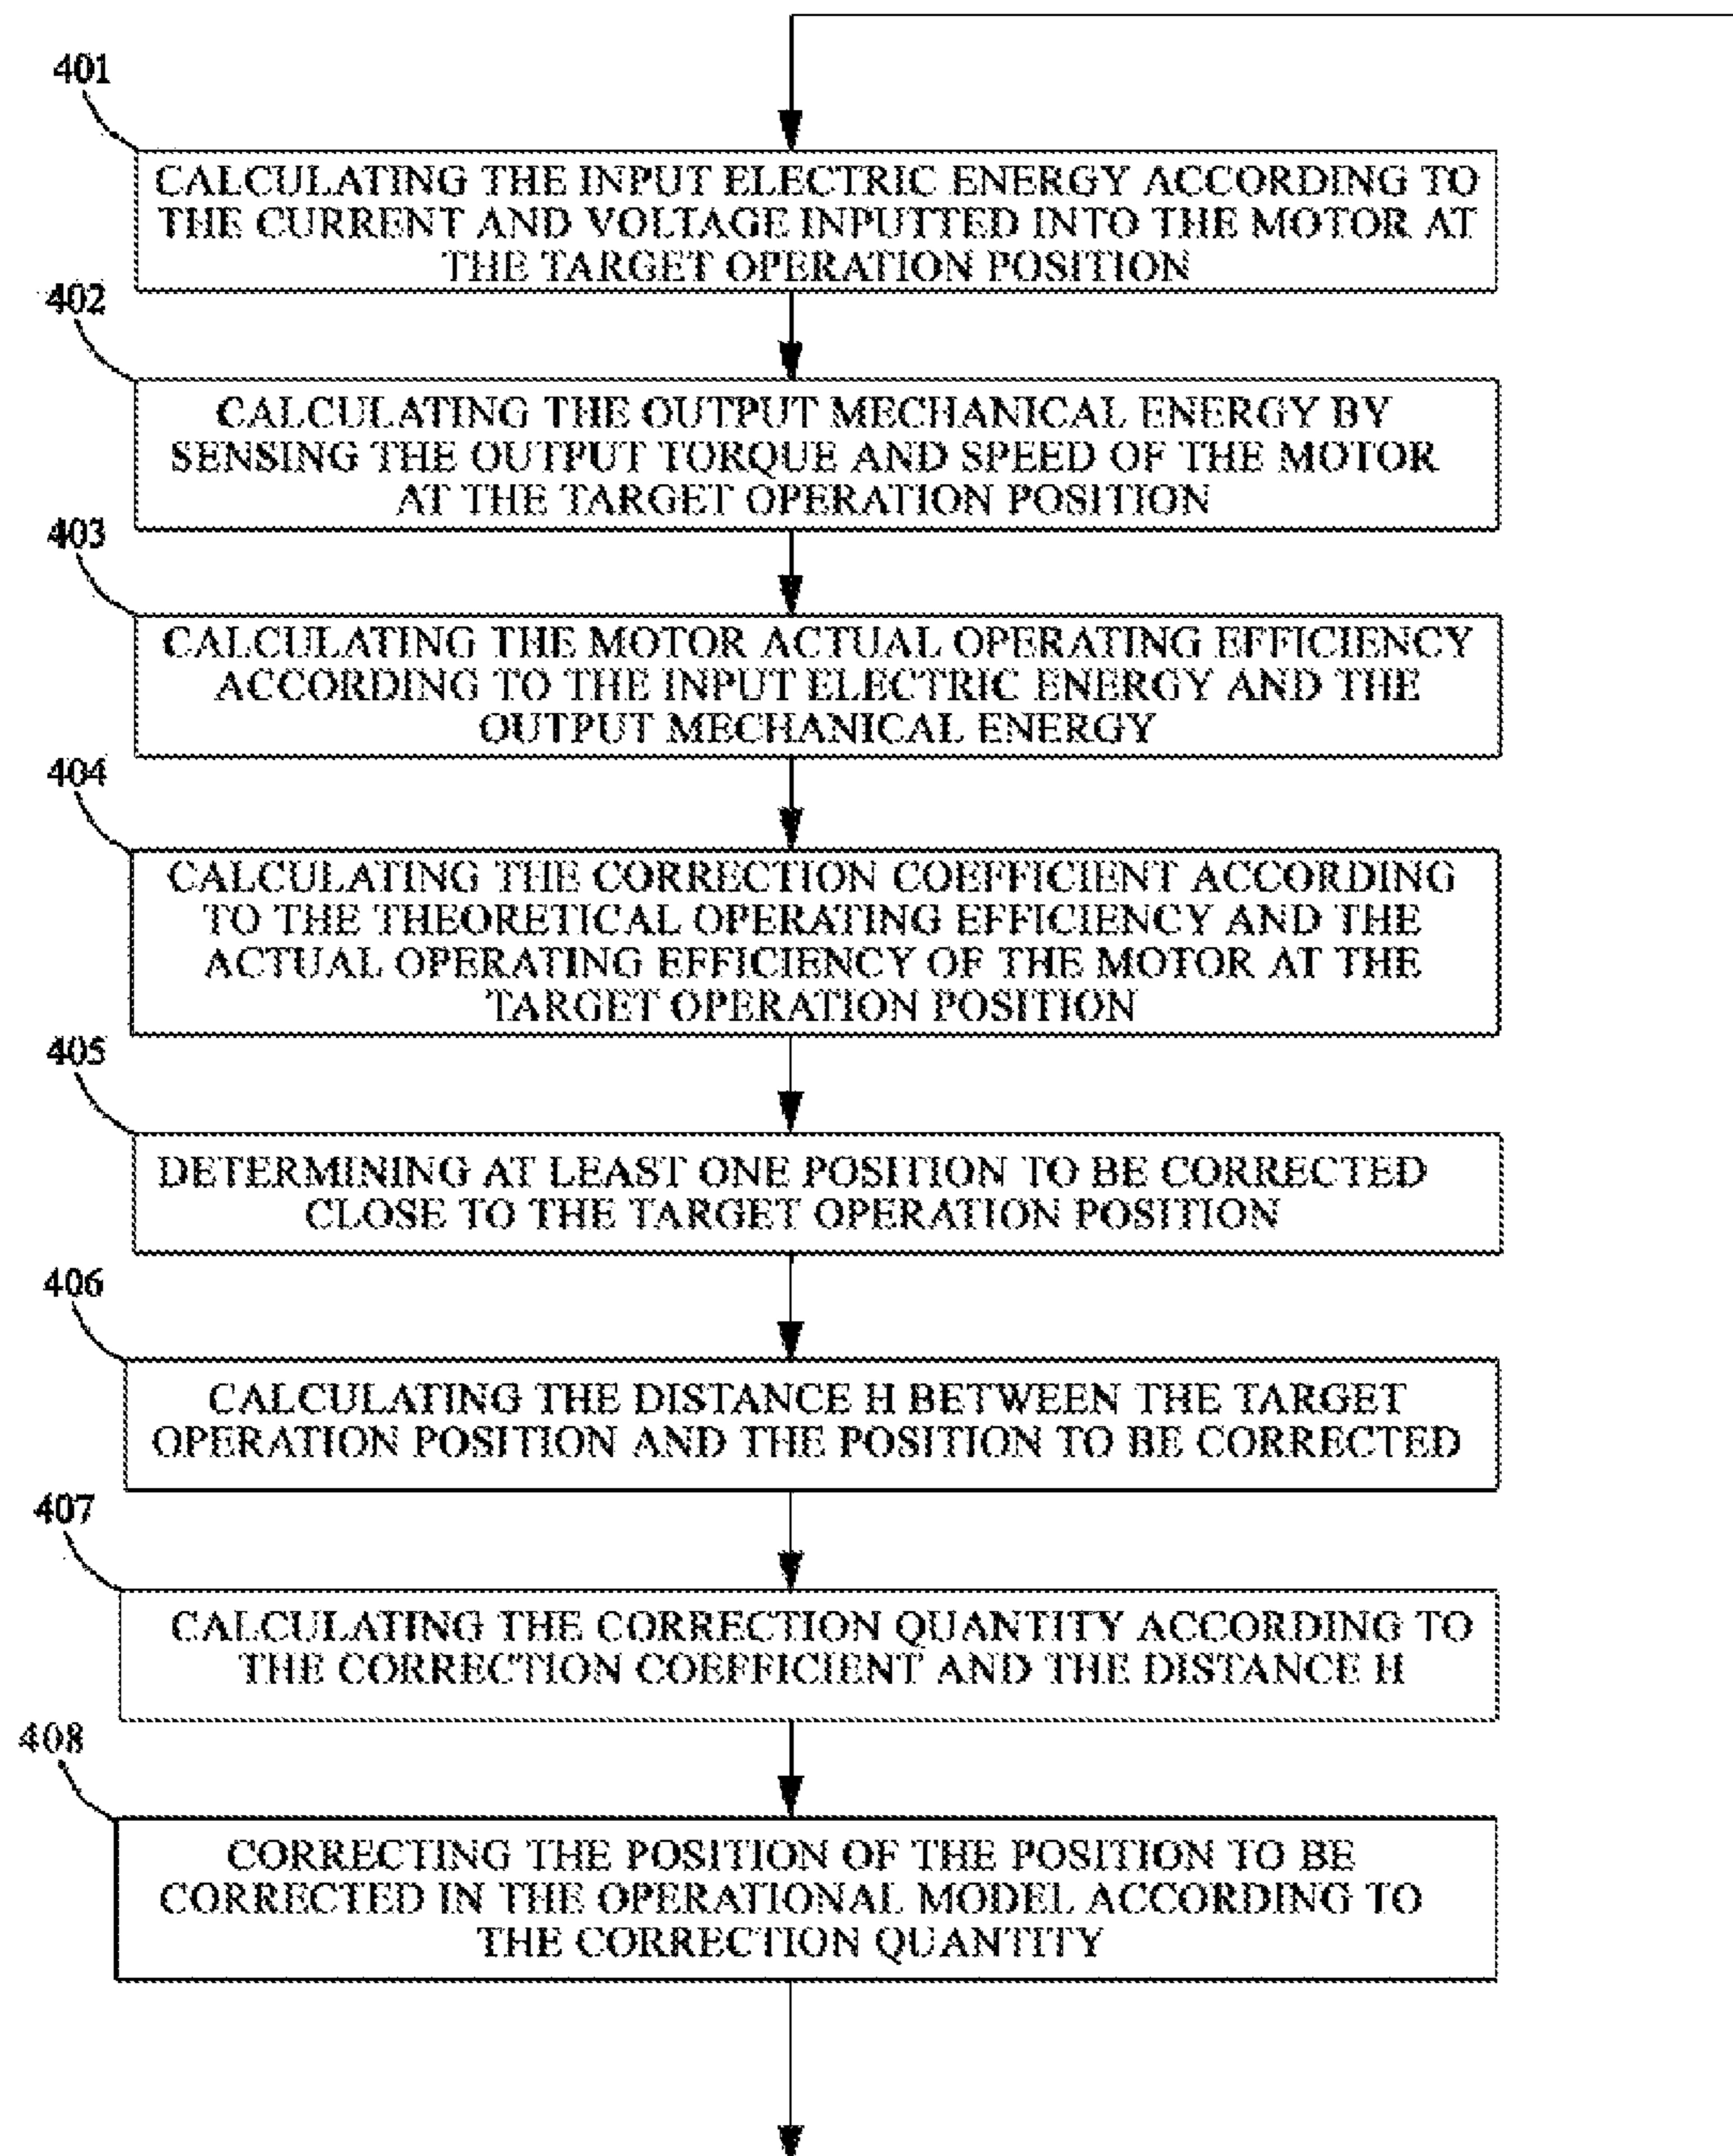 401
CALCULATING THE INPUT ELECTRIC ENERGY ACCORDING TO
THE CURRENT AND VOLTAGE INPUTTED INTO THE MOTOR AT
THE TARGET OPERATION POSITION
402
CALCULATING THE OUTPUT MECHANICAL ENERGY BY
SENSING THE OUTPUT TORQUE AND SPEED OF THE MOTOR
AT THE TARGET OPERATION POSITION
403
CALCULATING THE MOTOR ACTUAL OPERATING EFFICIENCY
ACCORDING TO THE INPUT ELECTRIC ENERGY AND THE
OUTPUT MECHANICAL ENERGY
404
CALCULATING THE CORRECTION COEFFICIENT ACCORDING
TO THE THEORETICAL OPERATING EFFICIENCY AND THE
ACTUAL OPERATING EFFICIENCY OF THE MOTOR AT THE
TARGET OPERATION POSITION
405
DETERMINING AT LEAST ONE POSITION TO BE CORRECTED
CLOSE TO THE TARGET OPERATION POSITION
406
CALCULATING THE DISTANCE H BETWEEN THE TARGET
OPERATION POSITION AND THE POSITION TO BE CORRECTED
407
CALCULATING THE CORRECTION QUANTITY ACCORDING TO
THE CORRECTION COEFFICIENT AND THE DISTANCE H
408
CORRECTING THE POSITION OF THE POSITION TO BE
CORRECTED IN THE OPERATIONAL MODEL ACCORDING TO
THE CORRECTION QUANTITY